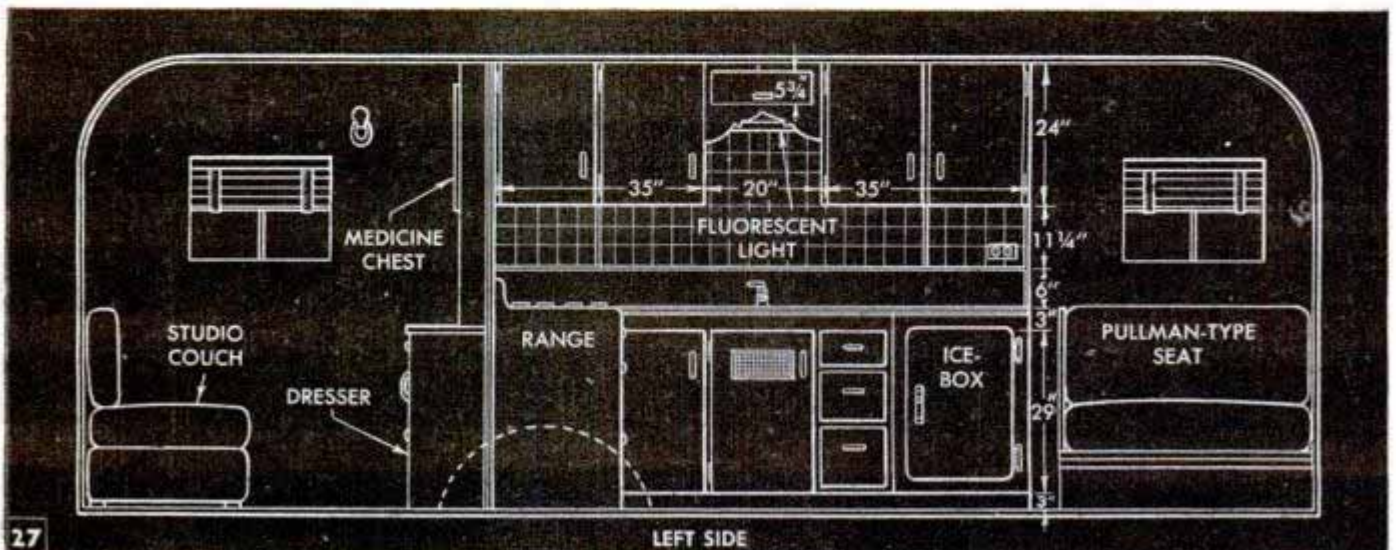 5¾"
24"
35"
20"
35"
FLUORESCENT
LIGHT
11¼"
MEDICINE
CHEST
6"
3"
STUDIO
COUCH
RANGE
ICE-
BOX
PULLMAN-TYPE
SEAT
DRESSER
29"
3"
27
LEFT SIDE